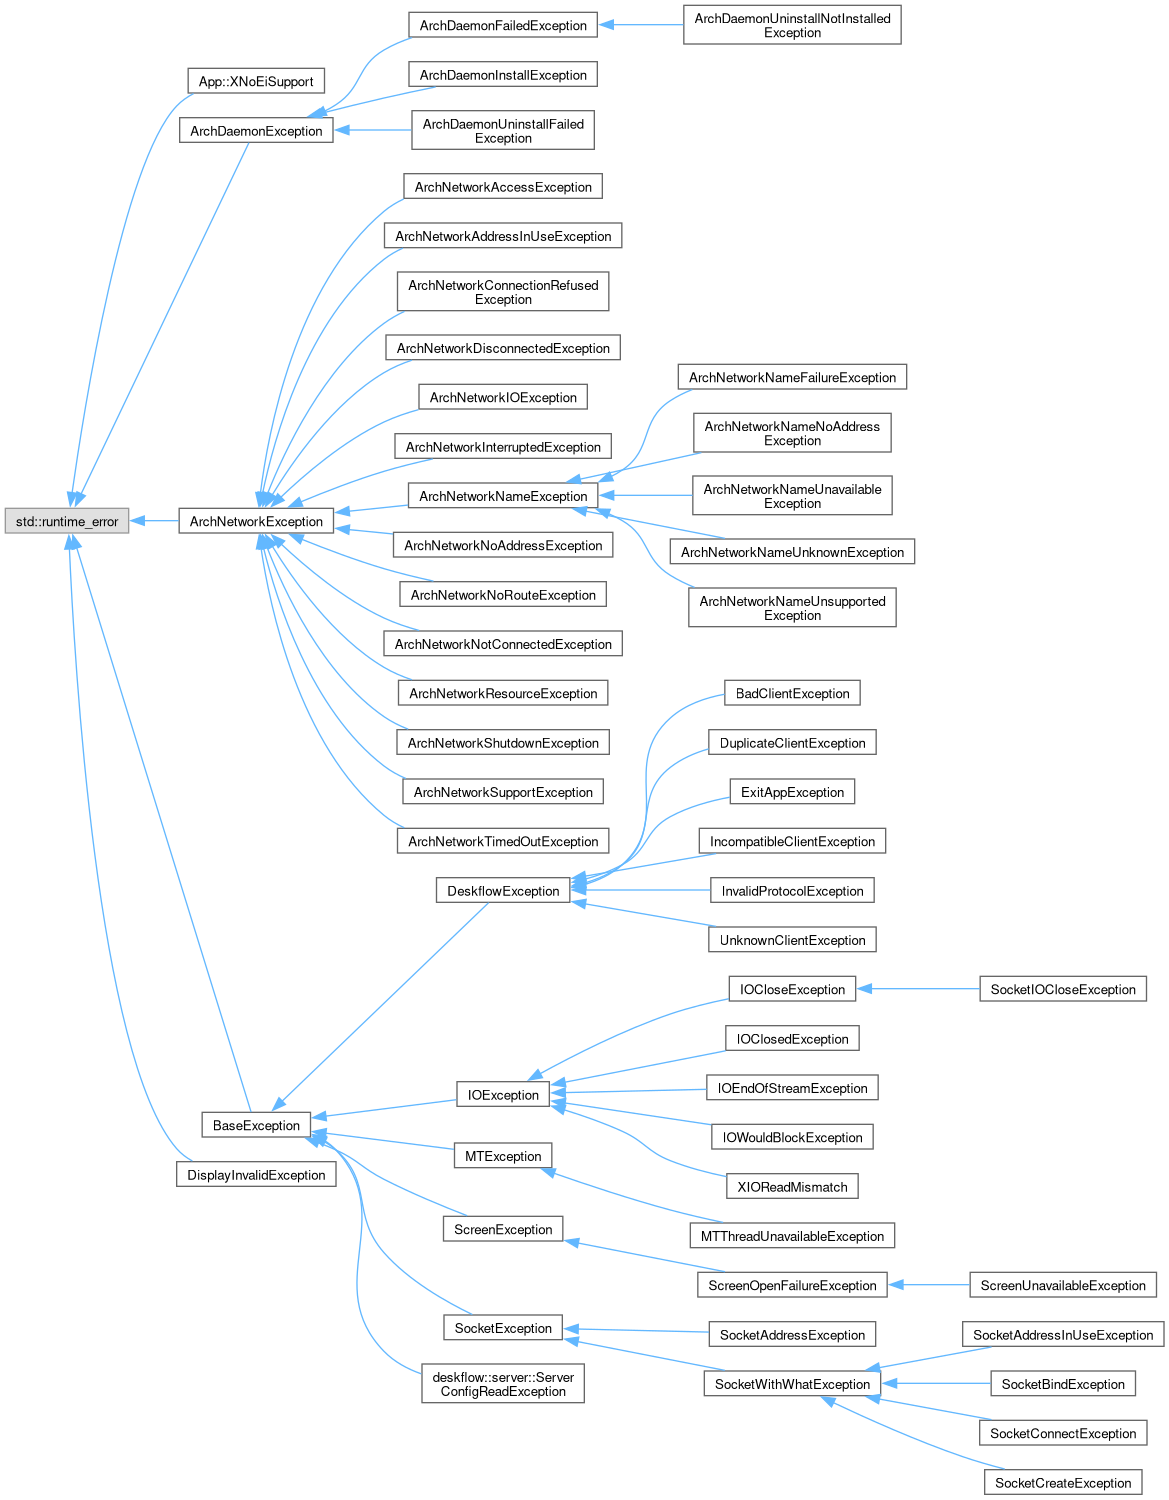 ArchDaemonFailedException
ArchDaemonUninstallNotInstalled
Exception
App::XNoEiSupport
ArchDaemonInstallException
ArchDaemonException
ArchDaemonUninstallFailed
Exception
ArchNetworkAccessException
ArchNetworkAddressInUseException
ArchNetworkConnectionRefused
Exception
ArchNetworkDisconnectedException
ArchNetworkNameFailureException
ArchNetworkIOException
ArchNetworkNameNoAddress
Exception
ArchNetworkInterruptedException
ArchNetworkNameException
ArchNetworkNameUnavailable
Exception
std::runtime_error
ArchNetworkException
ArchNetworkNoAddressException
ArchNetworkNameUnknownException
ArchNetworkNoRouteException
ArchNetworkNameUnsupported
Exception
ArchNetworkNotConnectedException
ArchNetworkResourceException
BadClientException
ArchNetworkShutdownException
DuplicateClientException
ArchNetworkSupportException
ExitAppException
ArchNetworkTimedOutException
IncompatibleClientException
DeskflowException
InvalidProtocolException
UnknownClientException
IOCloseException
SocketIOCloseException
IOClosedException
IOException
IOEndOfStreamException
BaseException
IOWouldBlockException
MTException
DisplayInvalidException
XIOReadMismatch
ScreenException
MTThreadUnavailableException
ScreenOpenFailureException
ScreenUnavailableException
SocketException
SocketAddressException
SocketAddressInUseException
deskflow::server::Server
ConfigReadException
SocketWithWhatException
SocketBindException
SocketConnectException
SocketCreateException